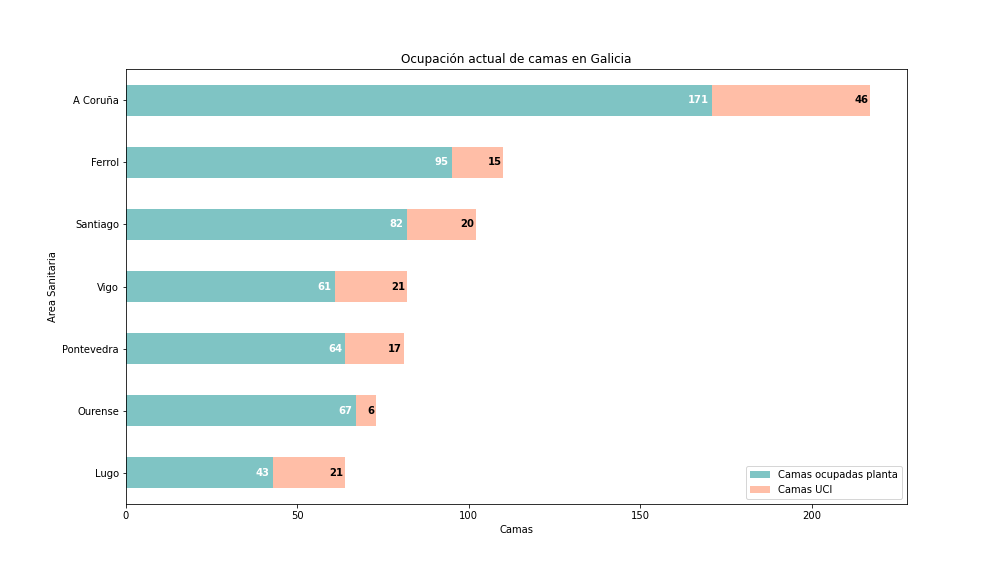 Ocupación actual de camas en Galicia
A Coruña 171 46
Ferrol 95 15
Santiago 82 20
Vigo 61 21
Pontevedra 64 17
Ourense 67 6
Lugo 43 21
Area Sanitaria
Camas ocupadas planta
Camas UCI
0 50 100 150 200
Camas